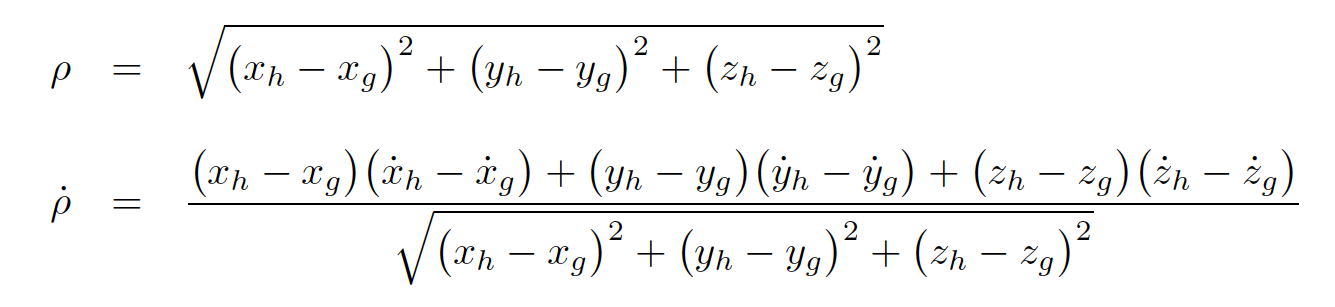 ρ = √((x_h − x_g)² + (y_h − y_g)² + (z_h − z_g)²)
ρ̇ = ((x_h − x_g)(ẋ_h − ẋ_g) + (y_h − y_g)(ẏ_h − ẏ_g) + (z_h − z_g)(ż_h − ż_g)) / √((x_h − x_g)² + (y_h − y_g)² + (z_h − z_g)²)